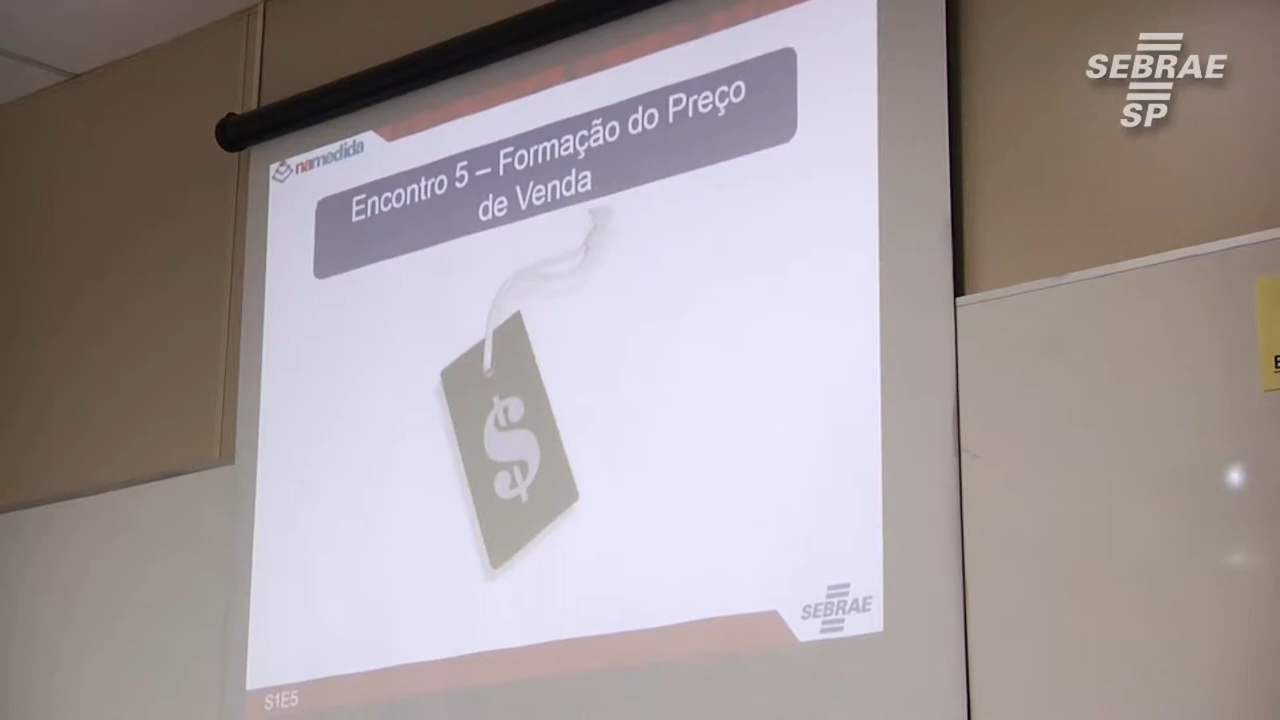 SEBRAE
SP
namedida
Encontro 5 – Formação do Preço
de Venda
$
SEBRAE
S1E5